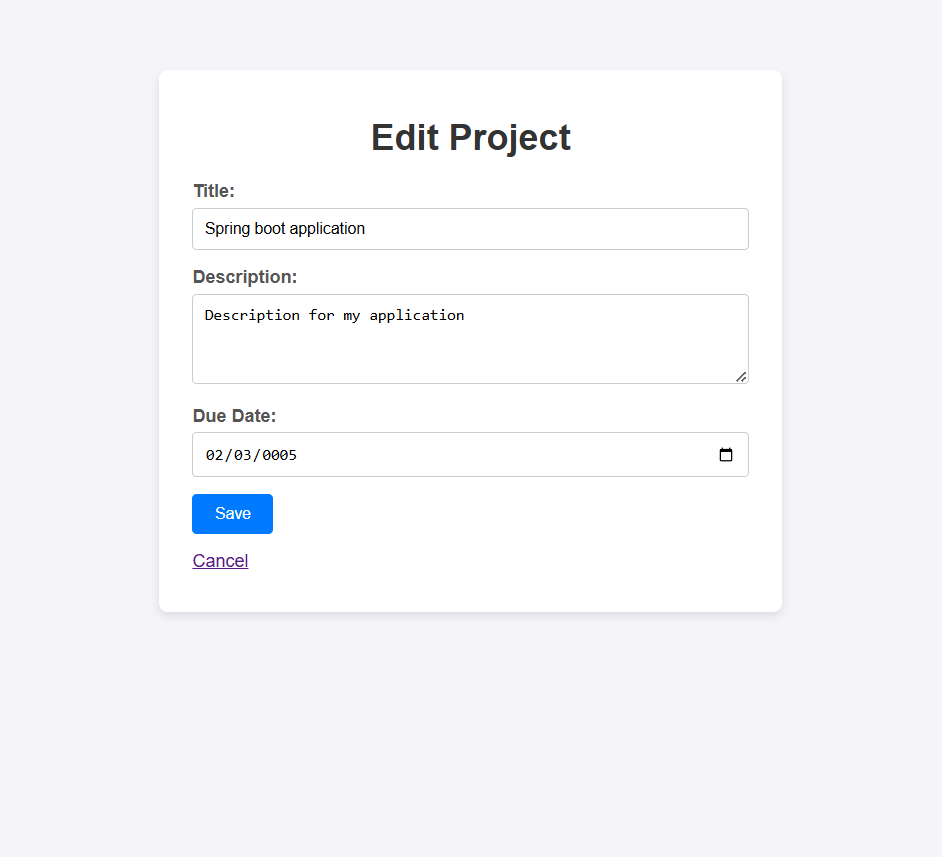 Edit Project
Title:
Spring boot application
Description:
Description for my application
Due Date:
02/03/0005
Save
Cancel